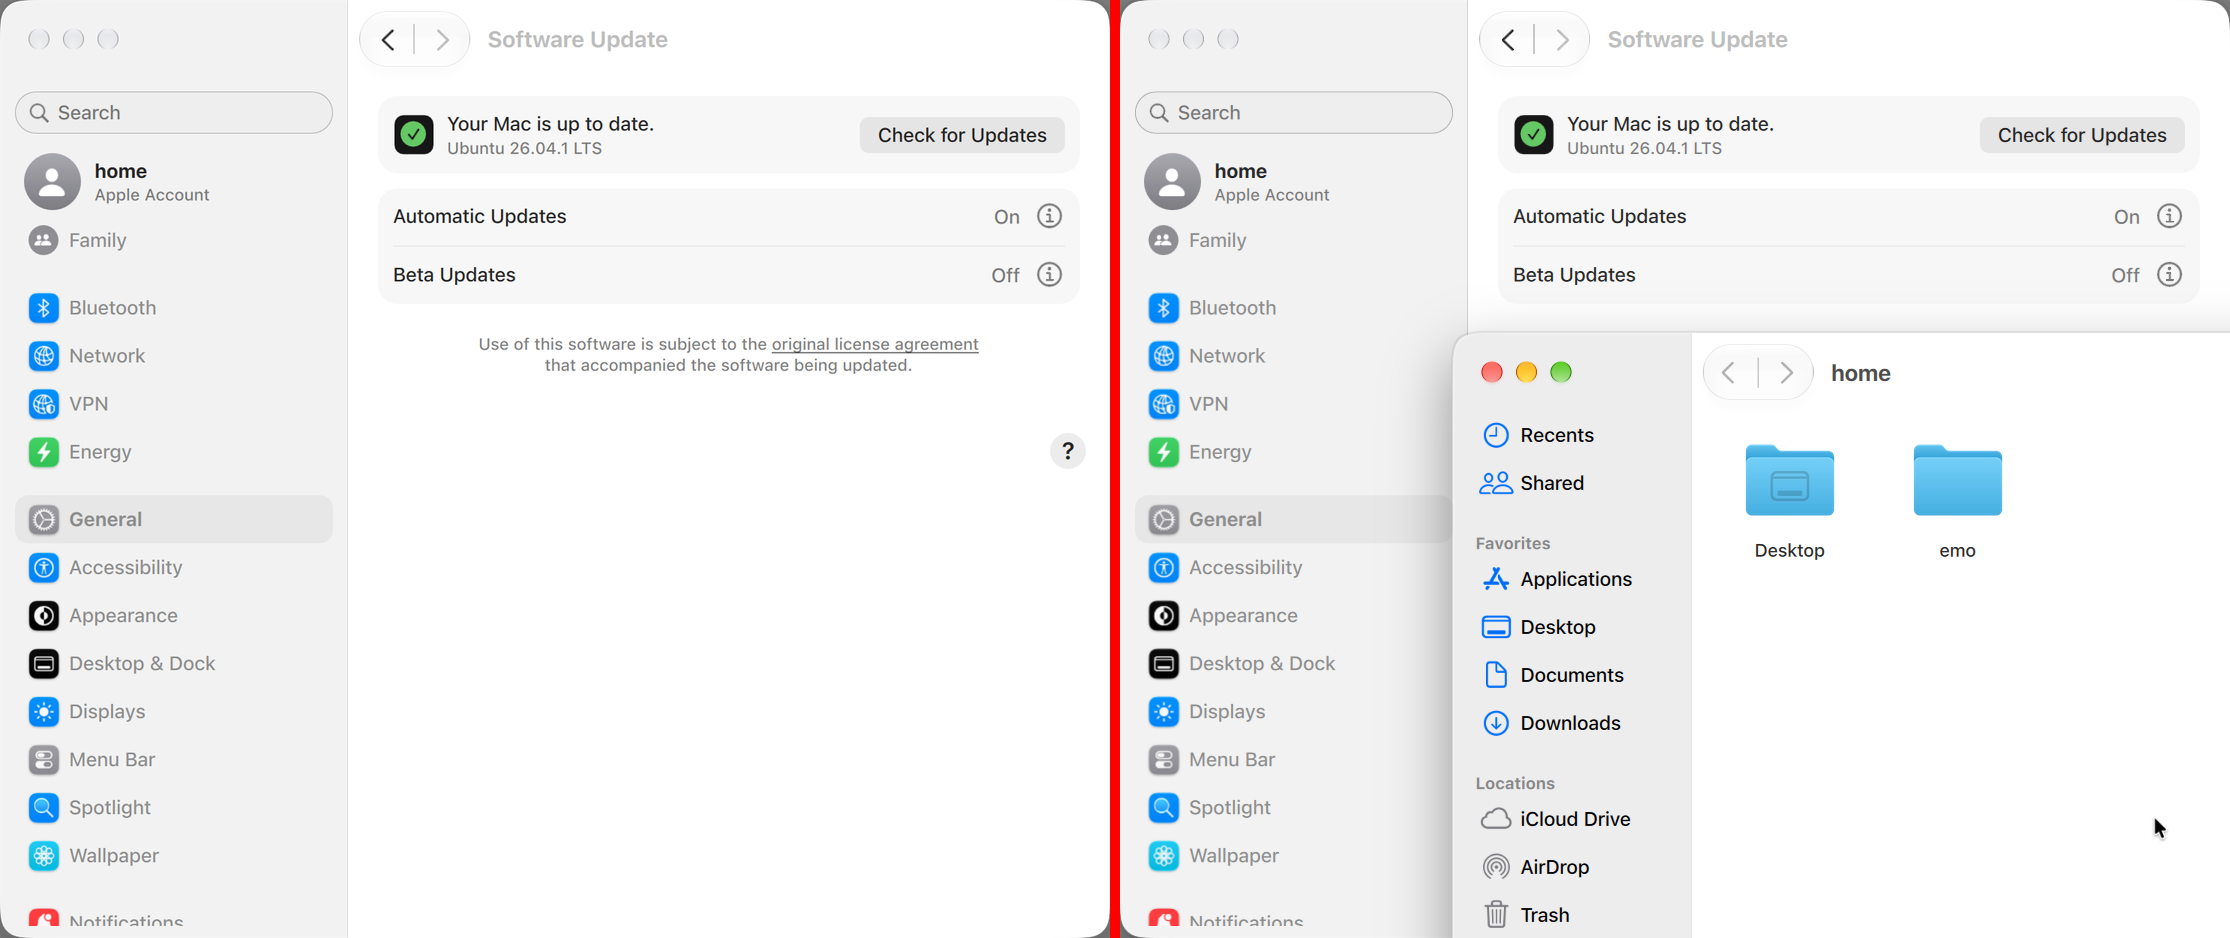 Software Update
Search
Your Mac is up to date.
Ubuntu 26.04.1 LTS
Check for Updates
home
Apple Account
Family
Automatic Updates
On
Beta Updates
Off
Use of this software is subject to the original license agreement
that accompanied the software being updated.
?
Bluetooth
Network
VPN
Energy
General
Accessibility
Appearance
Desktop & Dock
Displays
Menu Bar
Spotlight
Wallpaper
Notifications
Software Update
Search
Your Mac is up to date.
Ubuntu 26.04.1 LTS
Check for Updates
home
Apple Account
Family
Automatic Updates
On
Beta Updates
Off
Bluetooth
Network
VPN
Energy
General
Accessibility
Appearance
Desktop & Dock
Displays
Menu Bar
Spotlight
Wallpaper
Notifications
home
Recents
Shared
Favorites
Applications
Desktop
Documents
Downloads
Locations
iCloud Drive
AirDrop
Trash
Desktop
emo